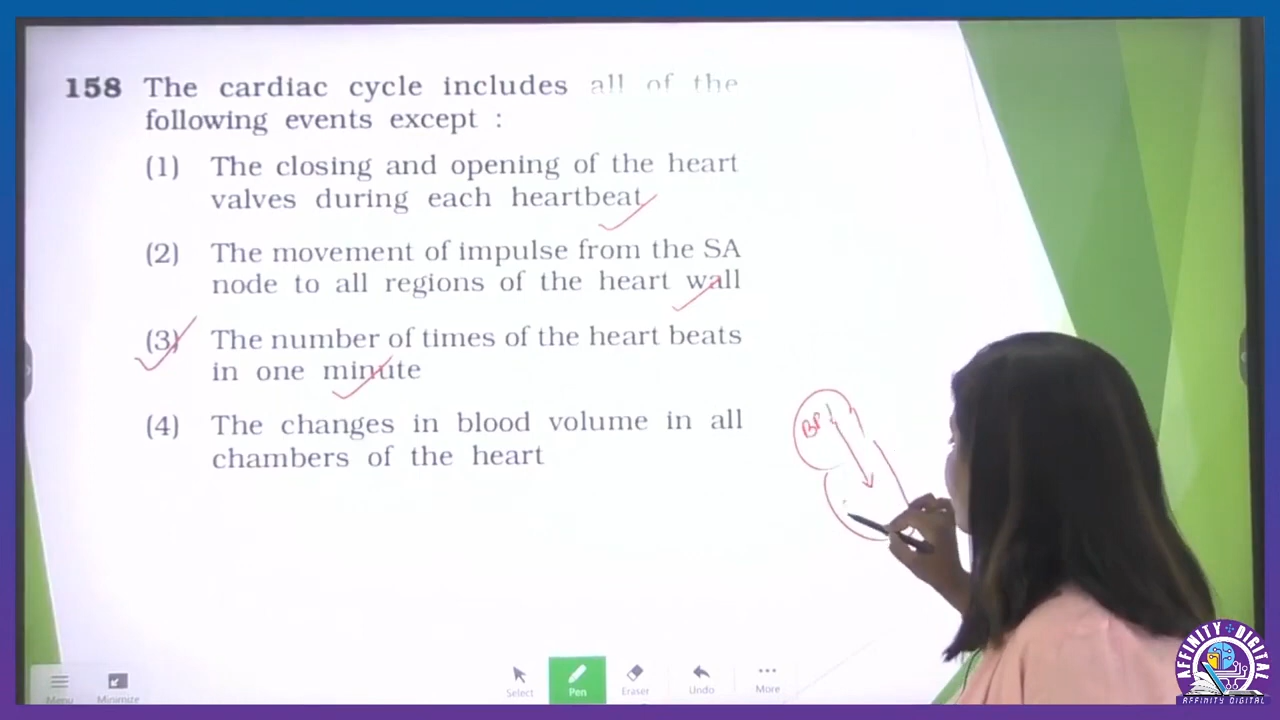 158 The cardiac cycle includes all of the
following events except :
(1) The closing and opening of the heart
valves during each heartbeat
(2) The movement of impulse from the SA
node to all regions of the heart wall
(3) The number of times of the heart beats
in one minute
(4) The changes in blood volume in all
chambers of the heart
BP
Menu
Minimize
Select
Pen
Eraser
Undo
More
AFFINITY DIGITAL
AFFINITY DIGITAL